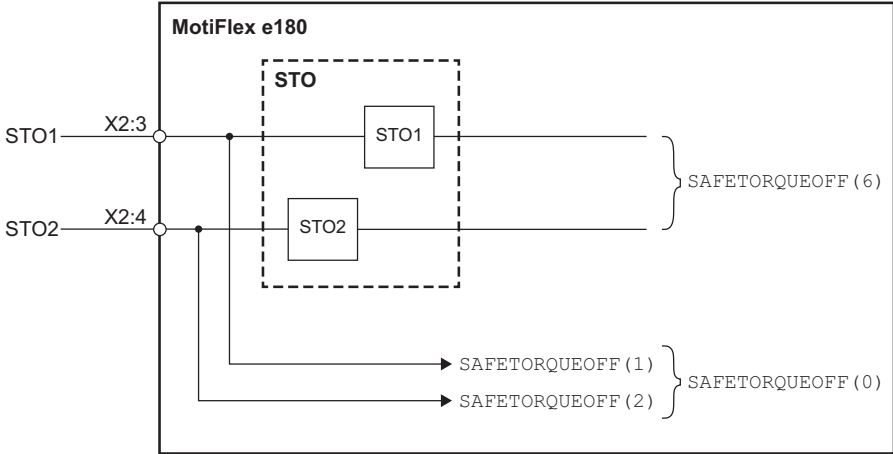 MotiFlex e180
STO
STO1
X2:3
STO1
SAFETORQUEOFF(6)
STO2
X2:4
STO2
SAFETORQUEOFF(1)
SAFETORQUEOFF(0)
SAFETORQUEOFF(2)